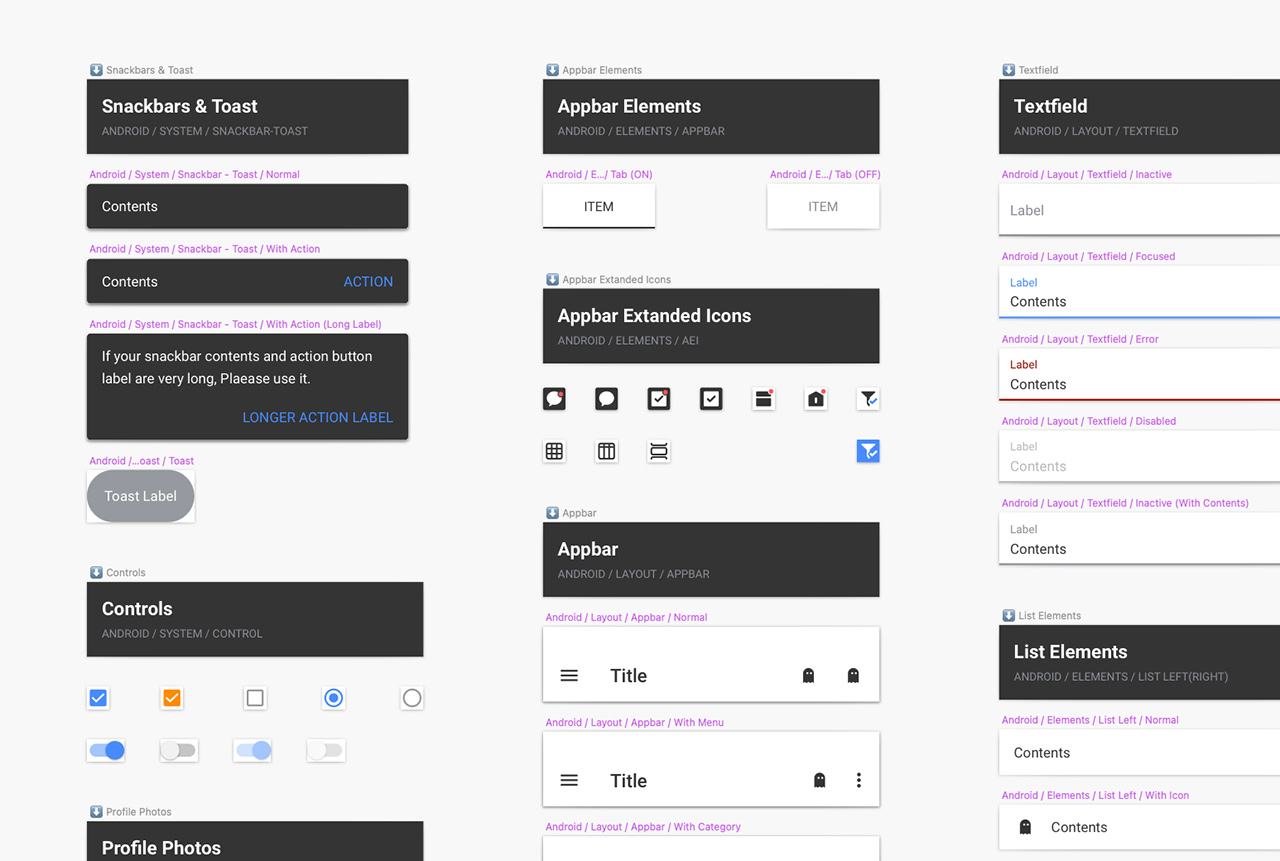 Snackbars & Toast
Snackbars & Toast
ANDROID / SYSTEM / SNACKBAR-TOAST
Android / System / Snackbar - Toast / Normal
Contents
Android / System / Snackbar - Toast / With Action
Contents
ACTION
Android / System / Snackbar - Toast / With Action (Long Label)
If your snackbar contents and action button
label are very long, Plaease use it.
LONGER ACTION LABEL
Android /...oast / Toast
Toast Label
Controls
Controls
ANDROID / SYSTEM / CONTROL
Profile Photos
Profile Photos
Appbar Elements
Appbar Elements
ANDROID / ELEMENTS / APPBAR
Android / E.../ Tab (ON)
Android / E.../ Tab (OFF)
ITEM
ITEM
Appbar Extanded Icons
Appbar Extanded Icons
ANDROID / ELEMENTS / AEI
Appbar
Appbar
ANDROID / LAYOUT / APPBAR
Android / Layout / Appbar / Normal
Title
Android / Layout / Appbar / With Menu
Title
Android / Layout / Appbar / With Category
Textfield
Textfield
ANDROID / LAYOUT / TEXTFIELD
Android / Layout / Textfield / Inactive
Label
Android / Layout / Textfield / Focused
Label
Contents
Android / Layout / Textfield / Error
Label
Contents
Android / Layout / Textfield / Disabled
Label
Contents
Android / Layout / Textfield / Inactive (With Contents)
Label
Contents
List Elements
List Elements
ANDROID / ELEMENTS / LIST LEFT(RIGHT)
Android / Elements / List Left / Normal
Contents
Android / Elements / List Left / With Icon
Contents